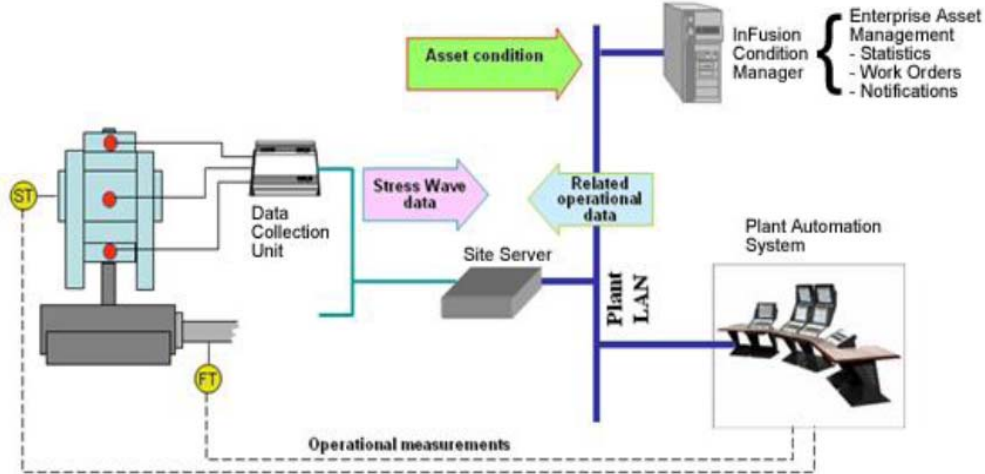 Asset condition
InFusion
Condition
Manager
Enterprise Asset
Management
- Statistics
- Work Orders
- Notifications
ST
Data
Collection
Unit
Stress Wave
data
Related
operational
data
Plant Automation
System
Site Server
Plant
LAN
FT
Operational measurements